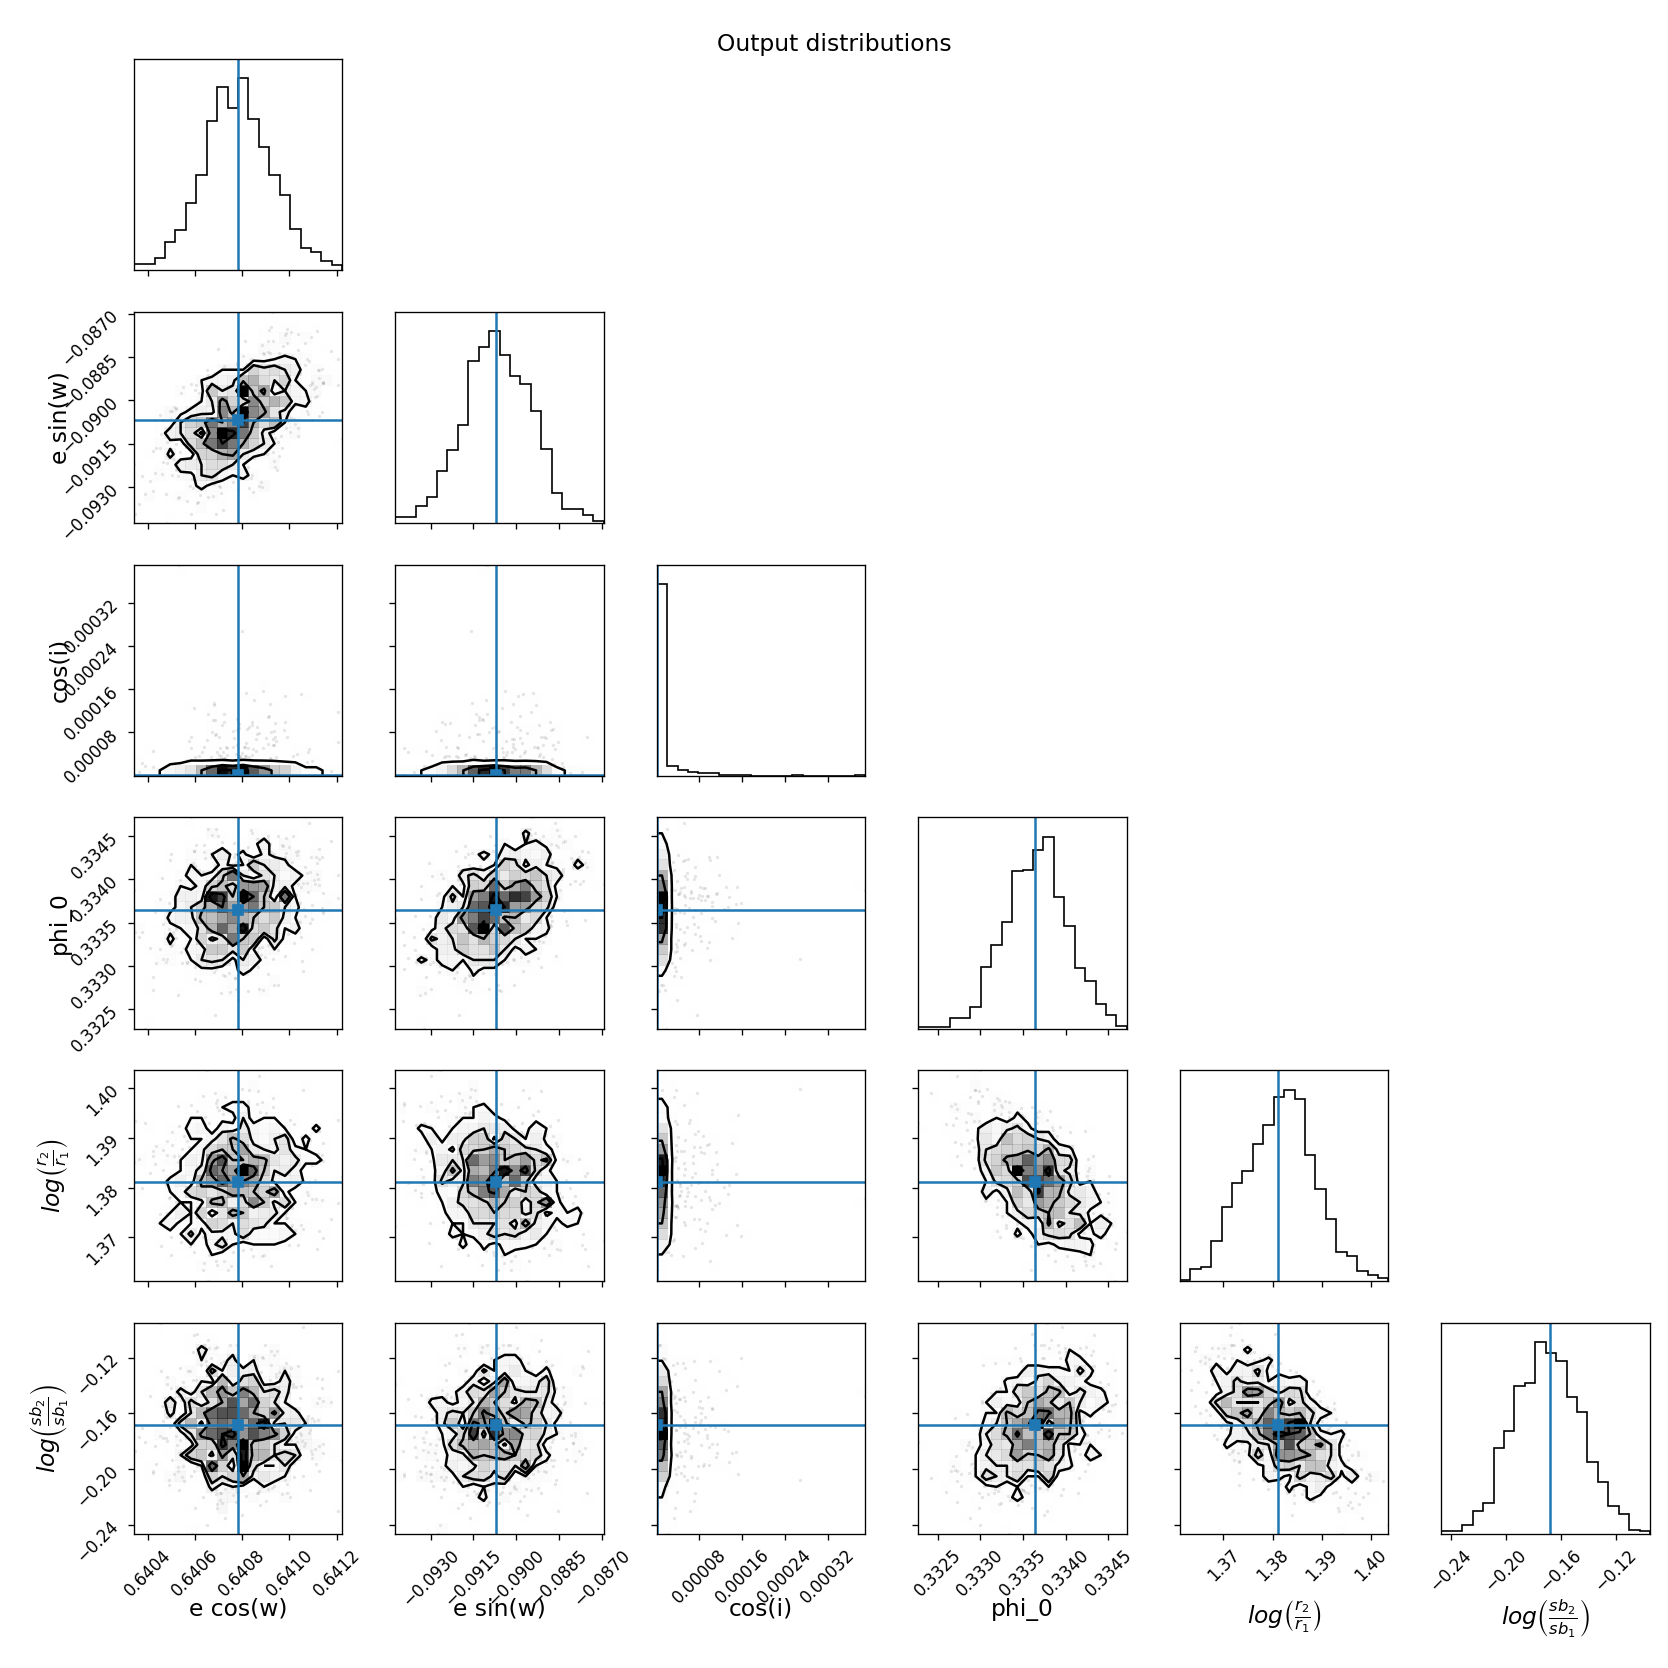 Output distributions
e sin(w)
−0.0870
−0.0885
−0.0900
−0.0915
−0.0930
cos(i)
0.00032
0.00024
0.00016
0.00008
phi_0
0.3345
0.3340
0.3335
0.3330
0.3325
log(r2/r1)
1.40
1.39
1.38
1.37
log(sb2/sb1)
−0.12
−0.16
−0.20
−0.24
0.6404 0.6406 0.6408 0.6410 0.6412
−0.0930 −0.0915 −0.0900 −0.0885 −0.0870
0.00008 0.00016 0.00024 0.00032
0.3325 0.3330 0.3335 0.3340 0.3345
1.37 1.38 1.39 1.40
−0.24 −0.20 −0.16 −0.12
e cos(w)
e sin(w)
cos(i)
phi_0
log(r2/r1)
log(sb2/sb1)